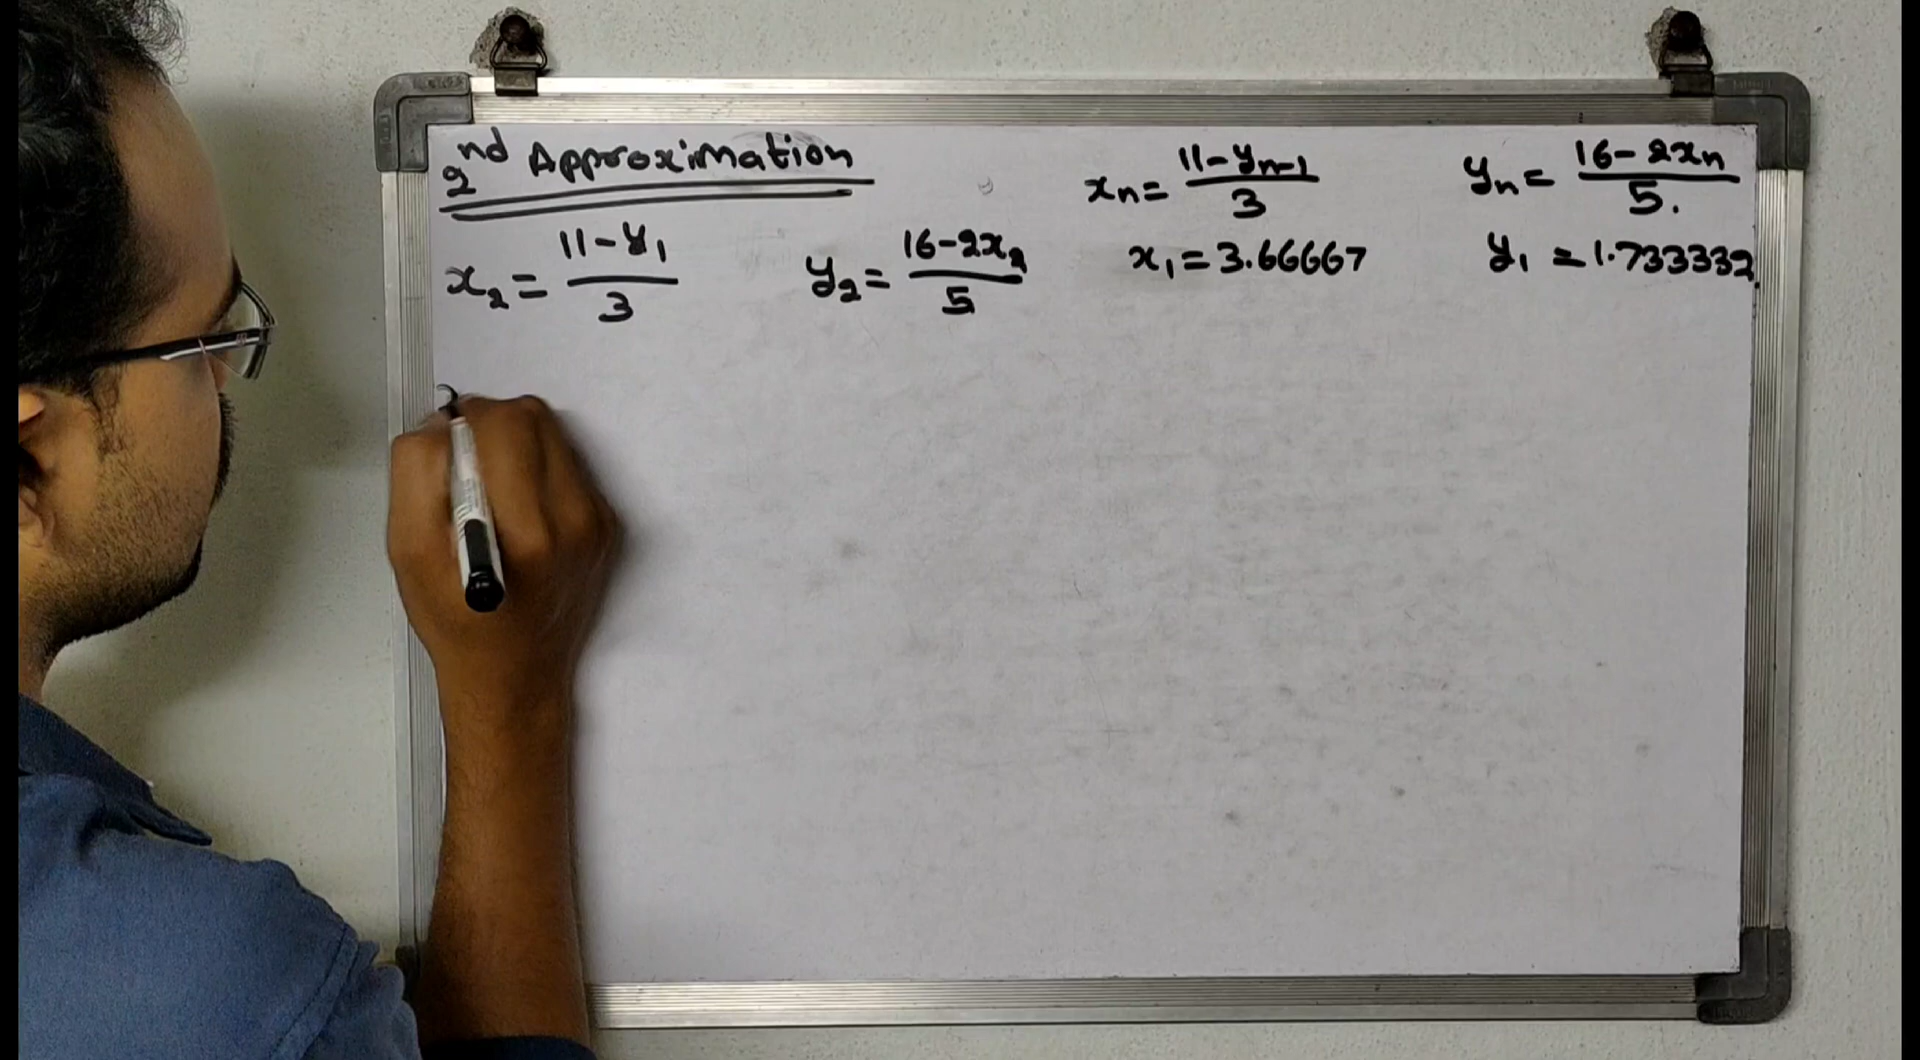 2nd Approximation
xn = 11-yn-1 / 3
yn = 16-2xn / 5.
x2 = 11-y1 / 3
y2 = 16-2x2 / 5
x1 = 3.66667
y1 = 1.733332